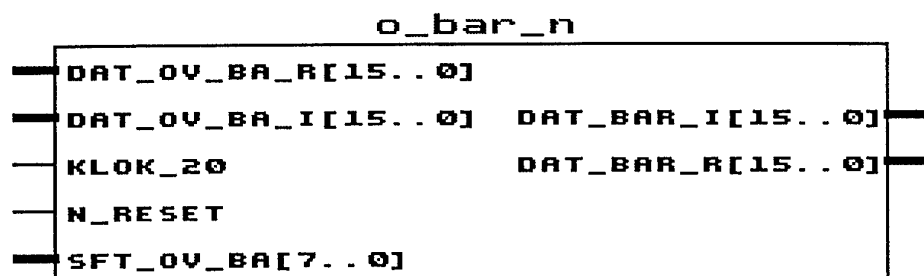 o_bar_n
DAT_OV_BA_R[15..0]
DAT_OV_BA_I[15..0] DAT_BAR_I[15..0]
KLOK_20 DAT_BAR_R[15..0]
N_RESET
SFT_OV_BA[7..0]